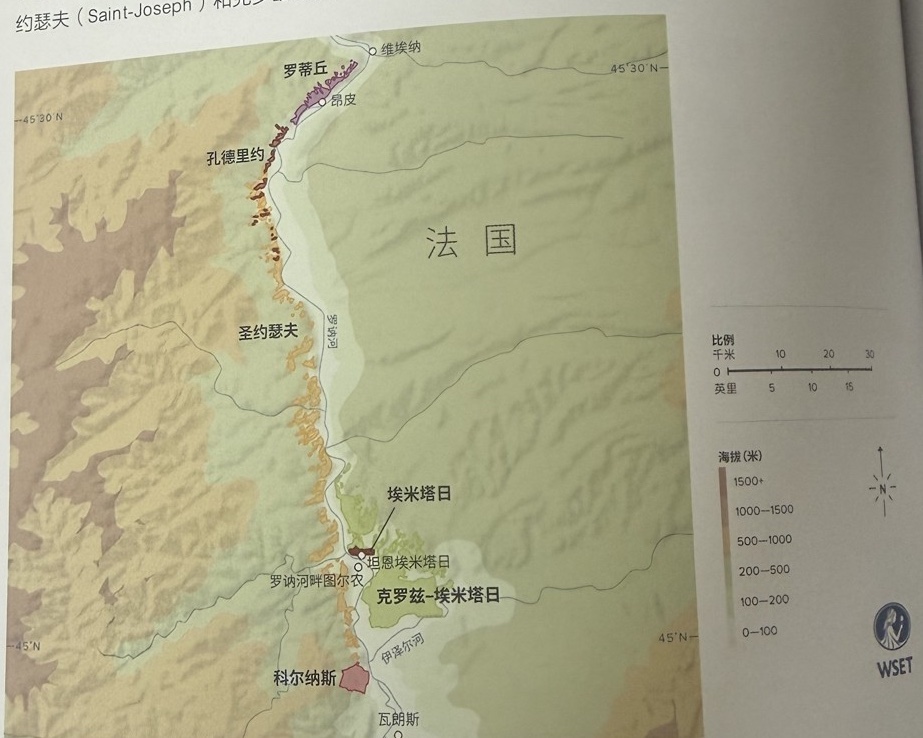 约瑟夫（Saint-Joseph）和克罗
维埃纳
罗蒂丘
昂皮
45°30′N
45°30′N
孔德里约
法国
圣约瑟夫
罗讷河
比例
千米 10 20 30
0
英里 5 10 15
海拔(米)
1500+
1000—1500
500—1000
200—500
100—200
0—100
N
埃米塔日
坦恩埃米塔日
罗讷河畔图尔农
克罗兹-埃米塔日
45°N
45°N
伊泽尔河
科尔纳斯
瓦朗斯
WSET